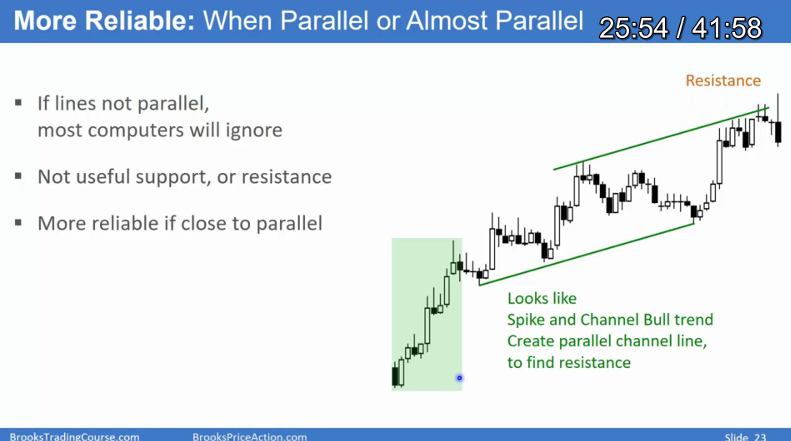 More Reliable: When Parallel or Almost Parallel
25:54 / 41:58
Resistance
▪ If lines not parallel,
most computers will ignore
▪ Not useful support, or resistance
▪ More reliable if close to parallel
Looks like
Spike and Channel Bull trend
Create parallel channel line,
to find resistance
BrooksTradingCourse.com
BrooksPriceAction.com
Slide 23